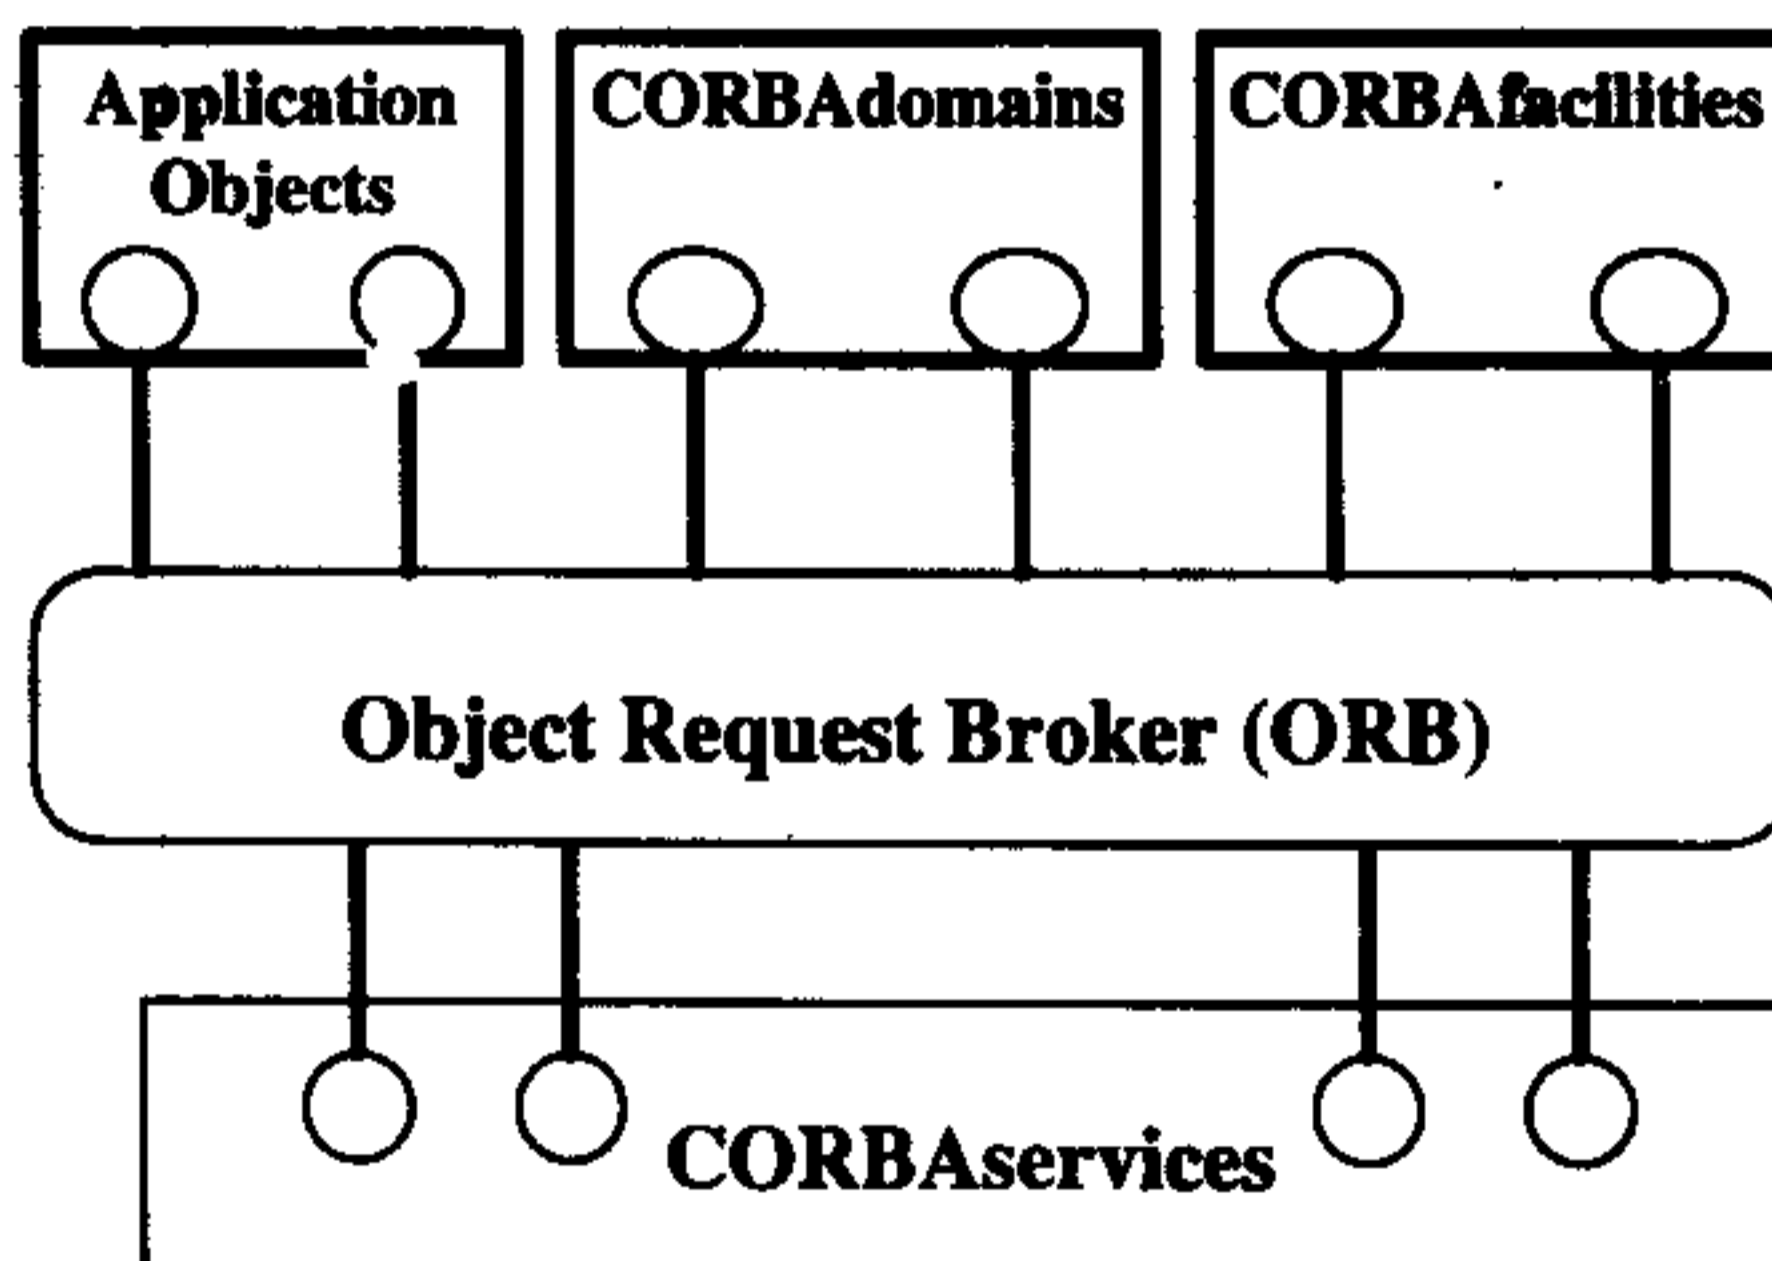 Application
Objects
CORBAdomains
CORBAfacilities
Object Request Broker (ORB)
CORBAservices